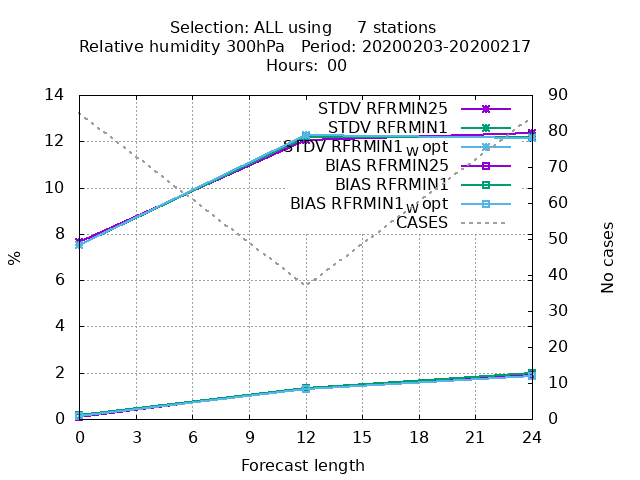 Selection: ALL using     7 stations
Relative humidity 300hPa   Period: 20200203-20200217
Hours: 00
14
12
10
8
6
4
2
0
%
90
80
70
60
50
40
30
20
10
0
No cases
STDV RFRMIN25
STDV RFRMIN1
STDV RFRMIN1_W opt
BIAS RFRMIN25
BIAS RFRMIN1
BIAS RFRMIN1_W opt
CASES
0 3 6 9 12 15 18 21 24
Forecast length